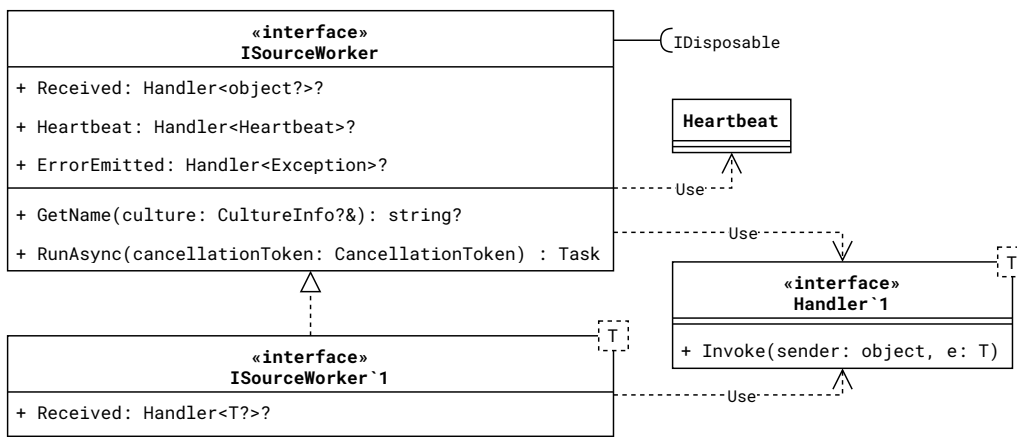 «interface»
ISourceWorker
+ Received: Handler<object?>?
+ Heartbeat: Handler<Heartbeat>?
+ ErrorEmitted: Handler<Exception>?
+ GetName(culture: CultureInfo?&): string?
+ RunAsync(cancellationToken: CancellationToken) : Task
IDisposable
Heartbeat
Use
Use
T
«interface»
Handler`1
+ Invoke(sender: object, e: T)
T
«interface»
ISourceWorker`1
+ Received: Handler<T?>?
Use